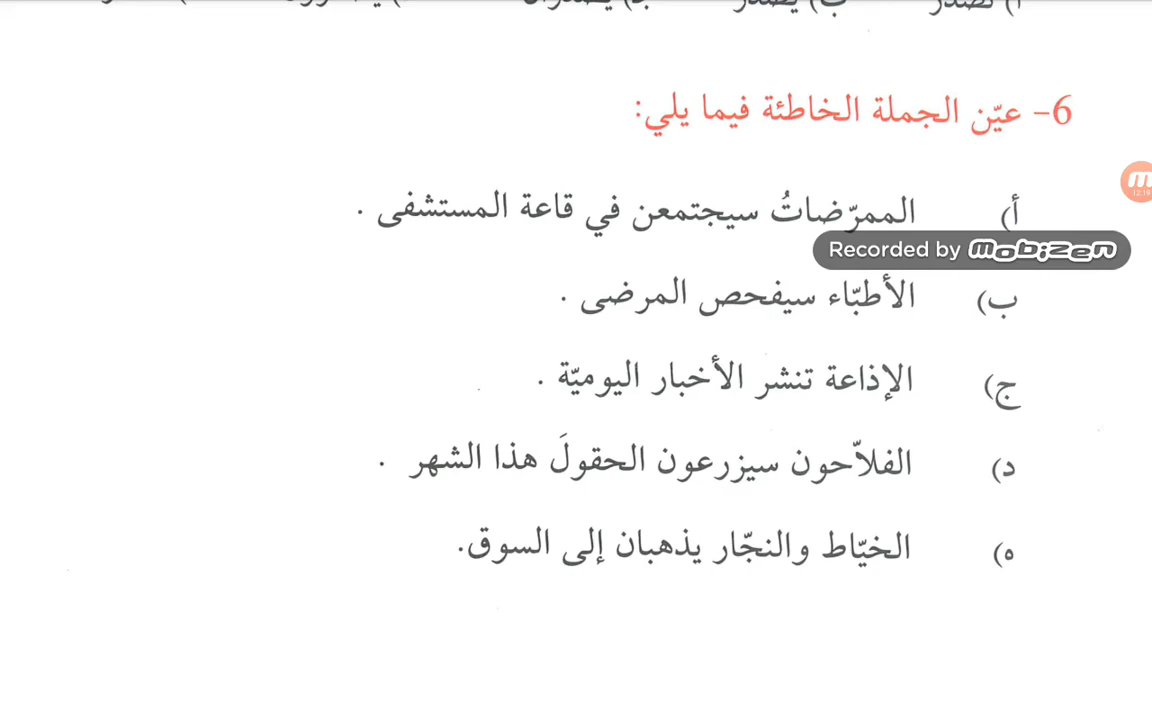 6- عيّن الجملة الخاطئة فيما يلي:
أ) الممرّضاتُ سيجتمعن في قاعة المستشفى .
Recorded by mobizen
ب) الأطبّاء سيفحص المرضى .
ج) الإذاعة تنشر الأخبار اليوميّة .
د) الفلاّحون سيزرعون الحقولَ هذا الشهر .
ه) الخيّاط والنجّار يذهبان إلى السوق.